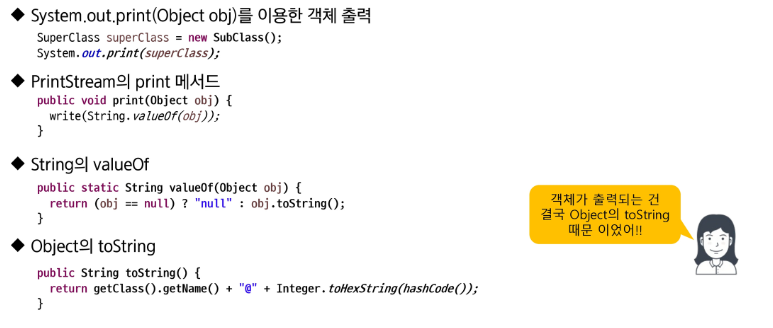 ◆ System.out.print(Object obj)를 이용한 객체 출력
SuperClass superClass = new SubClass();
System.out.print(superClass);
◆ PrintStream의 print 메서드
public void print(Object obj) {
write(String.valueOf(obj));
}
◆ String의 valueOf
public static String valueOf(Object obj) {
return (obj == null) ? "null" : obj.toString();
}
◆ Object의 toString
public String toString() {
return getClass().getName() + "@" + Integer.toHexString(hashCode());
}
객체가 출력되는 건
결국 Object의 toString
때문 이었어!!